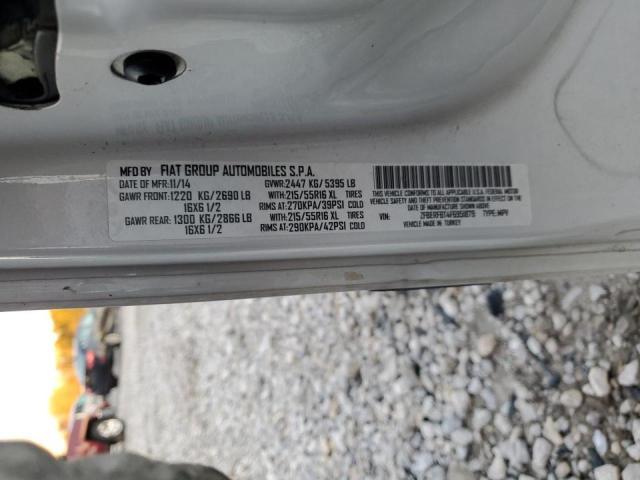 MFD BY FIAT GROUP AUTOMOBILES S.P.A.
DATE OF MFR:11/14 GVWR:2447 KG/5395 LB
GAWR FRONT:1220 KG/2690 LB WITH:215/55R16 XL TIRES
16X6 1/2 RIMS AT:270KPA/39PSI COLD
GAWR REAR:1300 KG/2866 LB WITH:215/55R16 XL TIRES
16X6 1/2 RIMS AT:290KPA/42PSI COLD
THIS VEHICLE CONFORMS TO ALL APPLICABLE U.S.A. FEDERAL MOTOR
VEHICLE SAFETY AND THEFT PREVENTION STANDARDS IN EFFECT ON THE
DATE OF MANUFACTURE SHOWN ABOVE.
VIN: TYPE: MPV
VEHICLE MADE IN: TURKEY